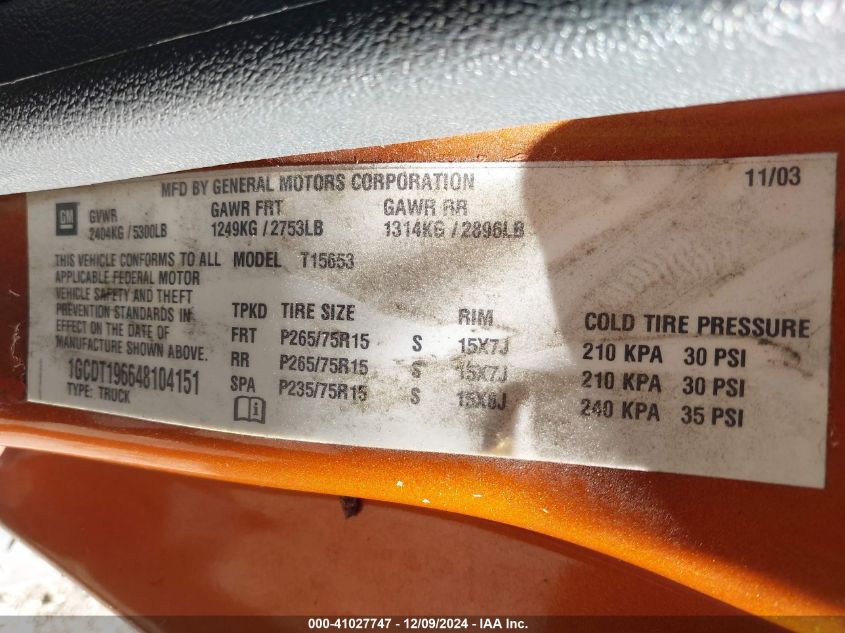 MFD BY GENERAL MOTORS CORPORATION 11/03
GM GVWR GAWR FRT GAWR RR
2404KG / 5300LB 1249KG / 2753LB 1314KG / 2896LB
THIS VEHICLE CONFORMS TO ALL MODEL T15653
APPLICABLE FEDERAL MOTOR
VEHICLE SAFETY AND THEFT
PREVENTION STANDARDS IN TPKD TIRE SIZE RIM COLD TIRE PRESSURE
EFFECT ON THE DATE OF FRT P265/75R15 S 15X7J 210 KPA 30 PSI
MANUFACTURE SHOWN ABOVE. RR P265/75R15 S 15X7J 210 KPA 30 PSI
1GCDT196648104151 SPA P235/75R15 S 15X6J 240 KPA 35 PSI
TYPE: TRUCK
000-41027747 - 12/09/2024 - IAA Inc.